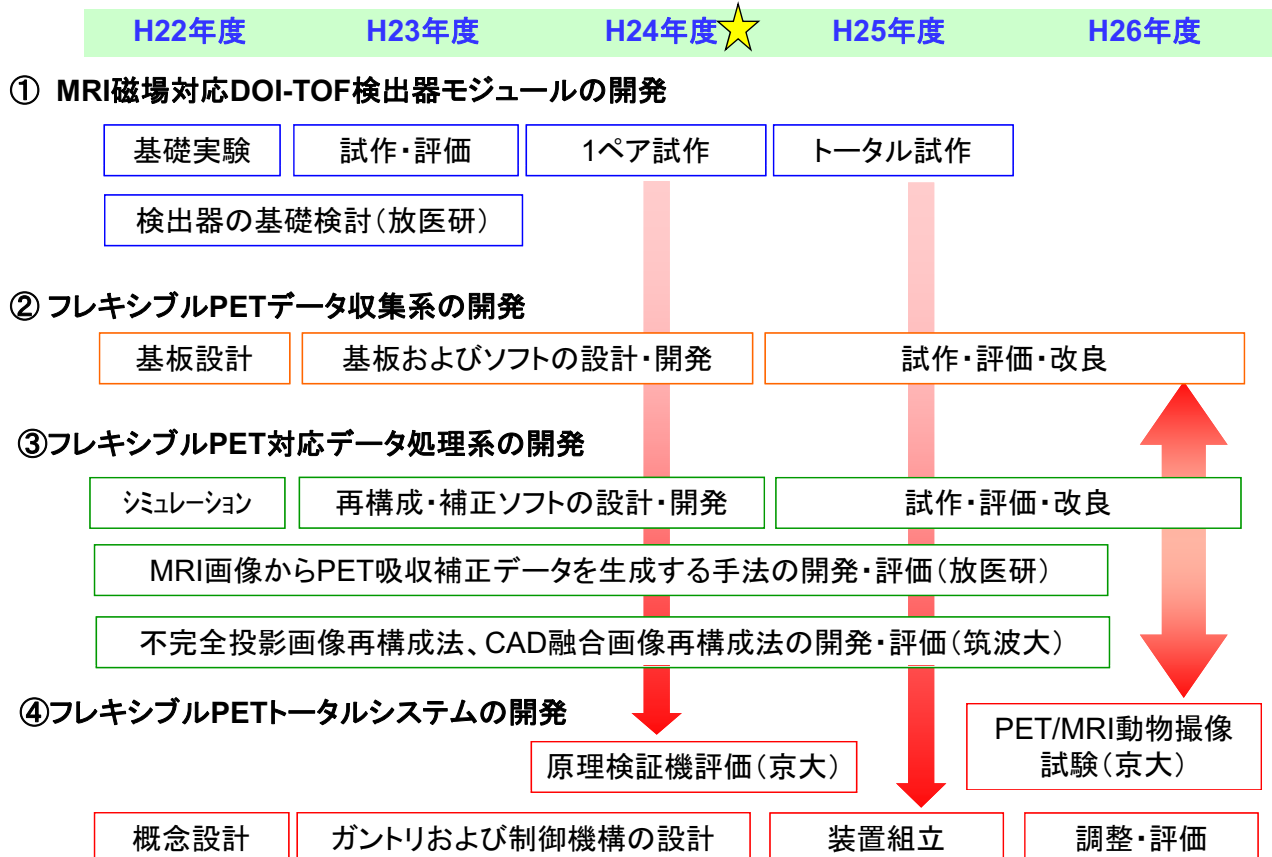 H22年度 H23年度 H24年度 H25年度 H26年度
① MRI磁場対応DOI-TOF検出器モジュールの開発
基礎実験 試作・評価 1ペア試作 トータル試作
検出器の基礎検討(放医研)
② フレキシブルPETデータ収集系の開発
基板設計 基板およびソフトの設計・開発 試作・評価・改良
③フレキシブルPET対応データ処理系の開発
シミュレーション 再構成・補正ソフトの設計・開発 試作・評価・改良
MRI画像からPET吸収補正データを生成する手法の開発・評価(放医研)
不完全投影画像再構成法、CAD融合画像再構成法の開発・評価(筑波大)
④フレキシブルPETトータルシステムの開発
PET/MRI動物撮像
試験(京大)
原理検証機評価(京大)
概念設計 ガントリおよび制御機構の設計 装置組立 調整・評価